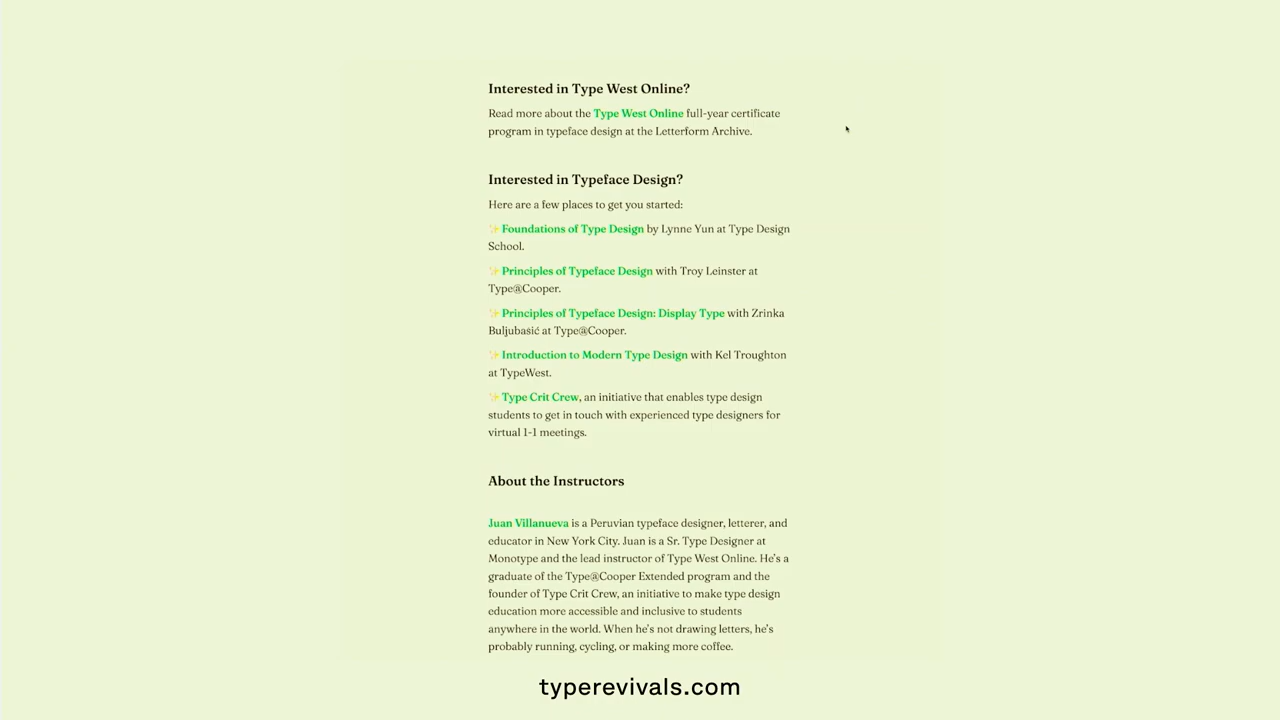 Interested in Type West Online?
Read more about the Type West Online full-year certificate
program in typeface design at the Letterform Archive.
Interested in Typeface Design?
Here are a few places to get you started:
✨ Foundations of Type Design by Lynne Yun at Type Design
School.
✨ Principles of Typeface Design with Troy Leinster at
Type@Cooper.
✨ Principles of Typeface Design: Display Type with Zrinka
Buljubašić at Type@Cooper.
✨ Introduction to Modern Type Design with Kel Troughton
at TypeWest.
✨ Type Crit Crew, an initiative that enables type design
students to get in touch with experienced type designers for
virtual 1-1 meetings.
About the Instructors
Juan Villanueva is a Peruvian typeface designer, letterer, and
educator in New York City. Juan is a Sr. Type Designer at
Monotype and the lead instructor of Type West Online. He's a
graduate of the Type@Cooper Extended program and the
founder of Type Crit Crew, an initiative to make type design
education more accessible and inclusive to students
anywhere in the world. When he's not drawing letters, he's
probably running, cycling, or making more coffee.
typerevivals.com